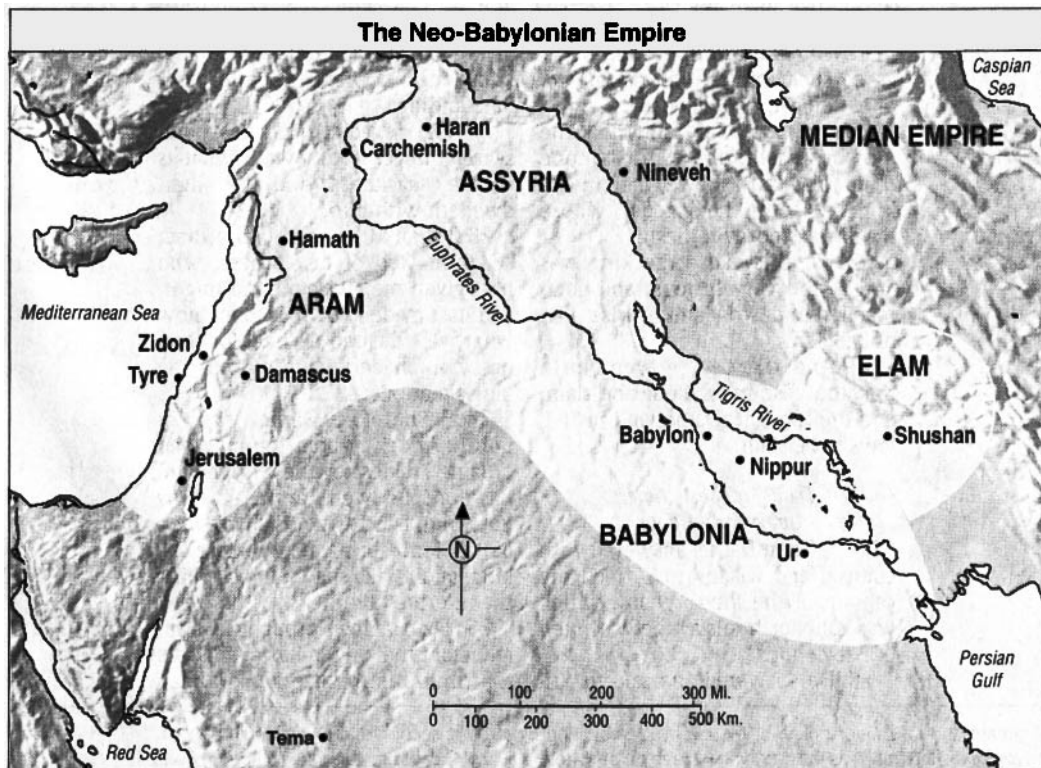 The Neo-Babylonian Empire
Caspian
Sea
MEDIAN EMPIRE
Haran
Carchemish
ASSYRIA
Nineveh
Hamath
Euphrates River
ARAM
Mediterranean Sea
Zidon
Tyre
Damascus
ELAM
Tigris River
Babylon
Shushan
Nippur
Jerusalem
BABYLONIA
Ur
N
Persian
Gulf
0 100 200 300 Mi.
0 100 200 300 400 500 Km.
Tema
Red Sea